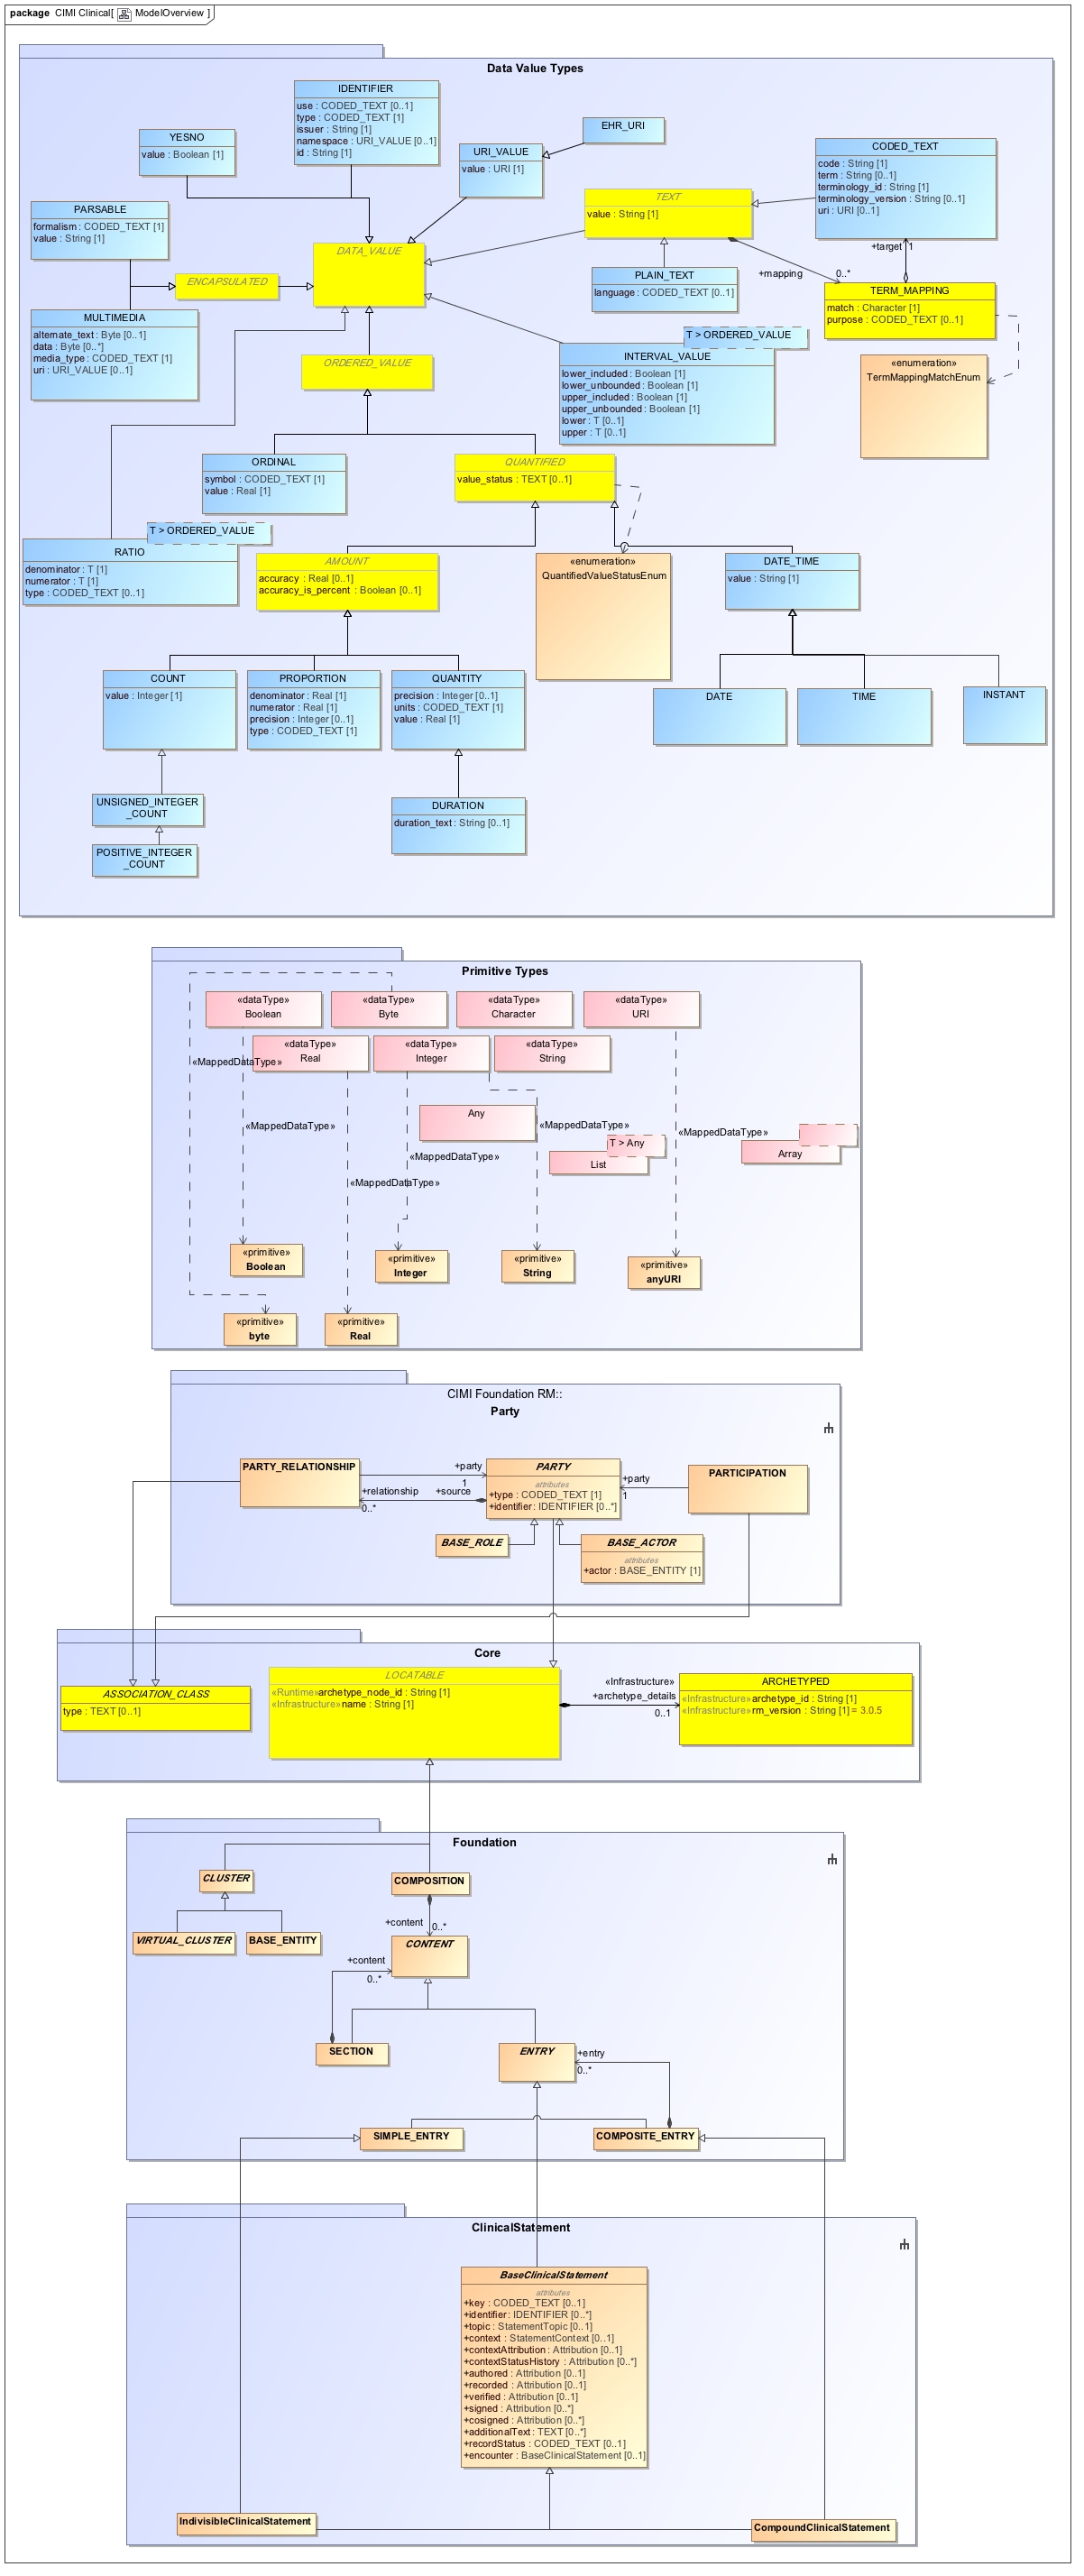 package CIMI Clinical[ ModelOverview ]
Data Value Types
IDENTIFIER
use : CODED_TEXT [0..1]
type : CODED_TEXT [1]
issuer : String [1]
namespace : URI_VALUE [0..1]
id : String [1]
YESNO
value : Boolean [1]
URI_VALUE
value : URI [1]
EHR_URI
CODED_TEXT
code : String [1]
term : String [0..1]
terminology_id : String [1]
terminology_version : String [0..1]
uri : URI [0..1]
TEXT
value : String [1]
PARSABLE
formalism : CODED_TEXT [1]
value : String [1]
DATA_VALUE
ENCAPSULATED
PLAIN_TEXT
language : CODED_TEXT [0..1]
+mapping
0..*
+target
1
TERM_MAPPING
match : Character [1]
purpose : CODED_TEXT [0..1]
MULTIMEDIA
alternate_text : Byte [0..1]
data : Byte [0..*]
media_type : CODED_TEXT [1]
uri : URI_VALUE [0..1]
ORDERED_VALUE
T > ORDERED_VALUE
INTERVAL_VALUE
lower_included : Boolean [1]
lower_unbounded : Boolean [1]
upper_included : Boolean [1]
upper_unbounded : Boolean [1]
lower : T [0..1]
upper : T [0..1]
«enumeration»
TermMappingMatchEnum
ORDINAL
symbol : CODED_TEXT [1]
value : Real [1]
QUANTIFIED
value_status : TEXT [0..1]
T > ORDERED_VALUE
RATIO
denominator : T [1]
numerator : T [1]
type : CODED_TEXT [0..1]
AMOUNT
accuracy : Real [0..1]
accuracy_is_percent : Boolean [0..1]
«enumeration»
QuantifiedValueStatusEnum
DATE_TIME
value : String [1]
COUNT
value : Integer [1]
PROPORTION
denominator : Real [1]
numerator : Real [1]
precision : Integer [0..1]
type : CODED_TEXT [1]
QUANTITY
precision : Integer [0..1]
units : CODED_TEXT [1]
value : Real [1]
DATE
TIME
INSTANT
UNSIGNED_INTEGER
_COUNT
DURATION
duration_text : String [0..1]
POSITIVE_INTEGER
_COUNT
Primitive Types
«dataType»
Boolean
«dataType»
Byte
«dataType»
Character
«dataType»
URI
«dataType»
Real
«dataType»
Integer
«dataType»
String
«MappedDataType»
Any
«MappedDataType»
«MappedDataType»
«MappedDataType»
T > Any
List
Array
«MappedDataType»
«MappedDataType»
«primitive»
Boolean
«primitive»
Integer
«primitive»
String
«primitive»
anyURI
«primitive»
byte
«primitive»
Real
CIMI Foundation RM::
Party
PARTY_RELATIONSHIP
+party
1
+relationship
0..*
+source
PARTY
attributes
+type : CODED_TEXT [1]
+identifier : IDENTIFIER [0..*]
+party
1
PARTICIPATION
BASE_ROLE
BASE_ACTOR
attributes
+actor : BASE_ENTITY [1]
Core
ASSOCIATION_CLASS
type : TEXT [0..1]
LOCATABLE
«Runtime»archetype_node_id : String [1]
«Infrastructure»name : String [1]
«Infrastructure»
+archetype_details
0..1
ARCHETYPED
«Infrastructure»archetype_id : String [1]
«Infrastructure»rm_version : String [1] = 3.0.5
Foundation
CLUSTER
COMPOSITION
+content
0..*
VIRTUAL_CLUSTER
BASE_ENTITY
CONTENT
+content
0..*
SECTION
ENTRY
+entry
0..*
SIMPLE_ENTRY
COMPOSITE_ENTRY
ClinicalStatement
BaseClinicalStatement
attributes
+key : CODED_TEXT [0..1]
+identifier : IDENTIFIER [0..*]
+topic : StatementTopic [0..1]
+context : StatementContext [0..1]
+contextAttribution : Attribution [0..1]
+contextStatusHistory : Attribution [0..*]
+authored : Attribution [0..1]
+recorded : Attribution [0..1]
+verified : Attribution [0..1]
+signed : Attribution [0..*]
+cosigned : Attribution [0..*]
+additionalText : TEXT [0..*]
+recordStatus : CODED_TEXT [0..1]
+encounter : BaseClinicalStatement [0..1]
IndivisibleClinicalStatement
CompoundClinicalStatement